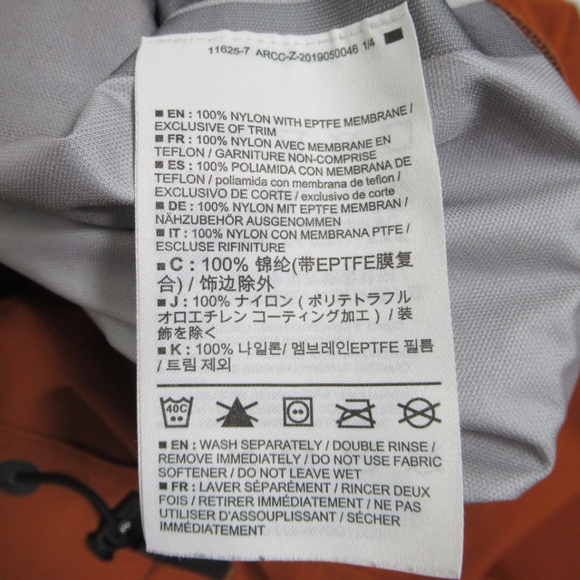 11625-7 ARCC-Z-2019050046 1/4
EN : 100% NYLON WITH EPTFE MEMBRANE /
EXCLUSIVE OF TRIM
FR : 100% NYLON AVEC MEMBRANE EN
TEFLON / GARNITURE NON-COMPRISE
ES : 100% POLIAMIDA CON MEMBRANA DE
TEFLON / poliamida con membrana de teflon /
EXCLUSIVO DE CORTE / exclusivo de corte
DE : 100% NYLON MIT EPTFE MEMBRAN /
NÄHZUBEHÖR AUSGENOMMEN
IT : 100% NYLON CON MEMBRANA PTFE /
ESCLUSE RIFINITURE
C : 100% 锦纶(带EPTFE膜复
合) / 饰边除外
J : 100% ナイロン ( ポリテトラフル
オロエチレン コーティング加工 ) / 装
飾を除く
K : 100% 나일론/ 멤브레인EPTFE 필름
/ 트림 제외
40C
EN : WASH SEPARATELY / DOUBLE RINSE /
REMOVE IMMEDIATELY / DO NOT USE FABRIC
SOFTENER / DO NOT LEAVE WET
FR : LAVER SÉPARÉMENT / RINCER DEUX
FOIS / RETIRER IMMÉDIATEMENT / NE PAS
UTILISER D'ASSOUPLISSANT / SÉCHER
IMMÉDIATEMENT